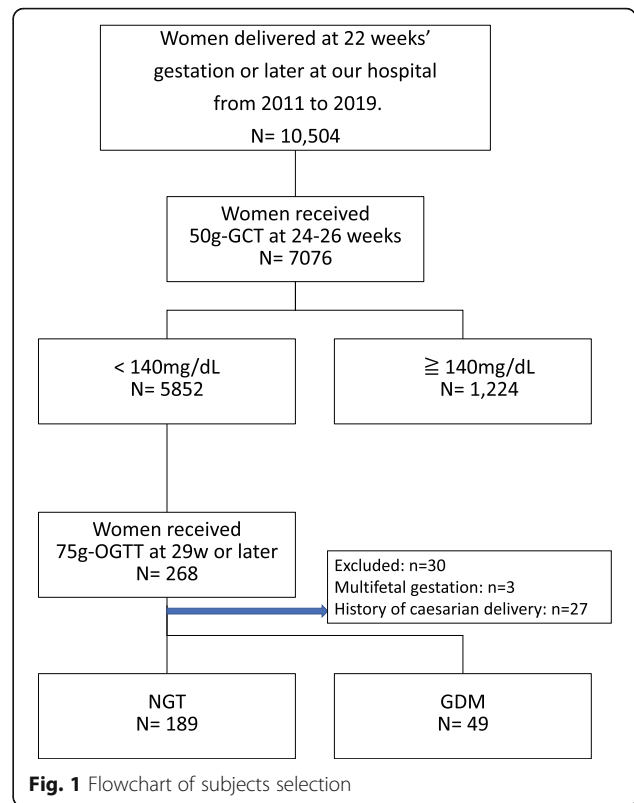 Women delivered at 22 weeks’
gestation or later at our hospital
from 2011 to 2019.
N= 10,504
Women received
50g-GCT at 24-26 weeks
N= 7076
< 140mg/dL
N= 5852
≧ 140mg/dL
N= 1,224
Women received
75g-OGTT at 29w or later
N= 268
Excluded: n=30
Multifetal gestation: n=3
History of caesarian delivery: n=27
NGT
N= 189
GDM
N= 49
Fig. 1 Flowchart of subjects selection